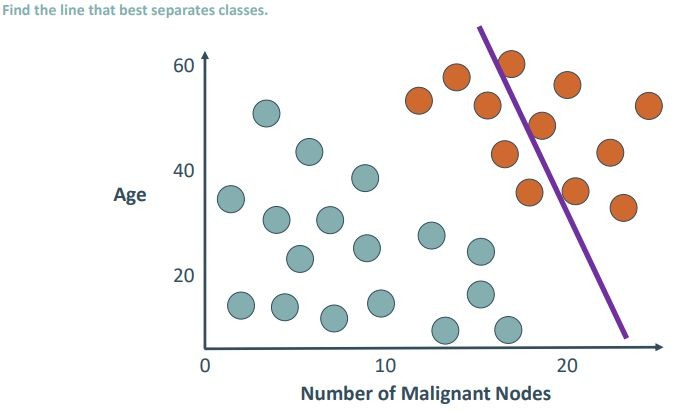 Find the line that best separates classes.
60
40
Age
20
0
10
20
Number of Malignant Nodes